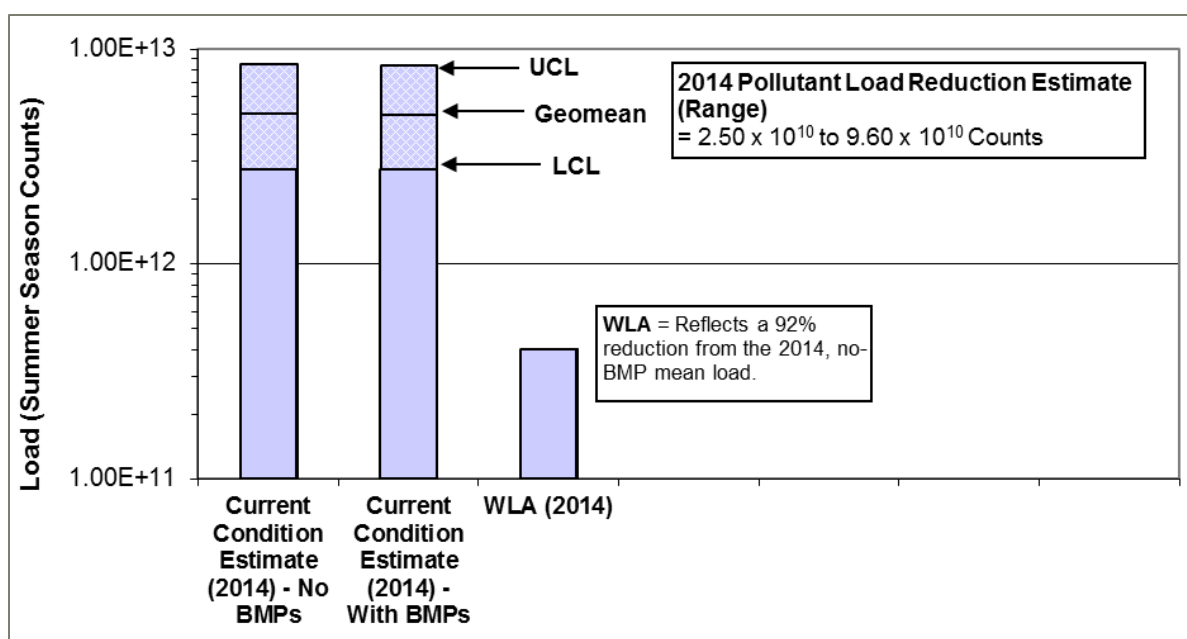 Load (Summer Season Counts)
1.00E+13
1.00E+12
1.00E+11
UCL
Geomean
LCL
2014 Pollutant Load Reduction Estimate
(Range)
= 2.50 x 10¹⁰ to 9.60 x 10¹⁰ Counts
WLA = Reflects a 92%
reduction from the 2014, no-
BMP mean load.
Current
Condition
Estimate
(2014) - No
BMPs
Current
Condition
Estimate
(2014) -
With BMPs
WLA (2014)